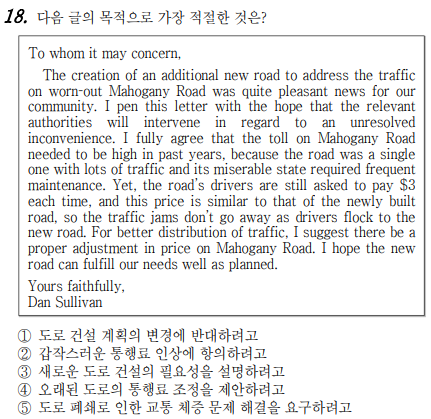 18. 다음 글의 목적으로 가장 적절한 것은?
To whom it may concern,
The creation of an additional new road to address the traffic
on worn-out Mahogany Road was quite pleasant news for our
community. I pen this letter with the hope that the relevant
authorities will intervene in regard to an unresolved
inconvenience. I fully agree that the toll on Mahogany Road
needed to be high in past years, because the road was a single
one with lots of traffic and its miserable state required frequent
maintenance. Yet, the road's drivers are still asked to pay $3
each time, and this price is similar to that of the newly built
road, so the traffic jams don't go away as drivers flock to the
new road. For better distribution of traffic, I suggest there be a
proper adjustment in price on Mahogany Road. I hope the new
road can fulfill our needs well as planned.
Yours faithfully,
Dan Sullivan
① 도로 건설 계획의 변경에 반대하려고
② 갑작스러운 통행료 인상에 항의하려고
③ 새로운 도로 건설의 필요성을 설명하려고
④ 오래된 도로의 통행료 조정을 제안하려고
⑤ 도로 폐쇄로 인한 교통 체증 문제 해결을 요구하려고